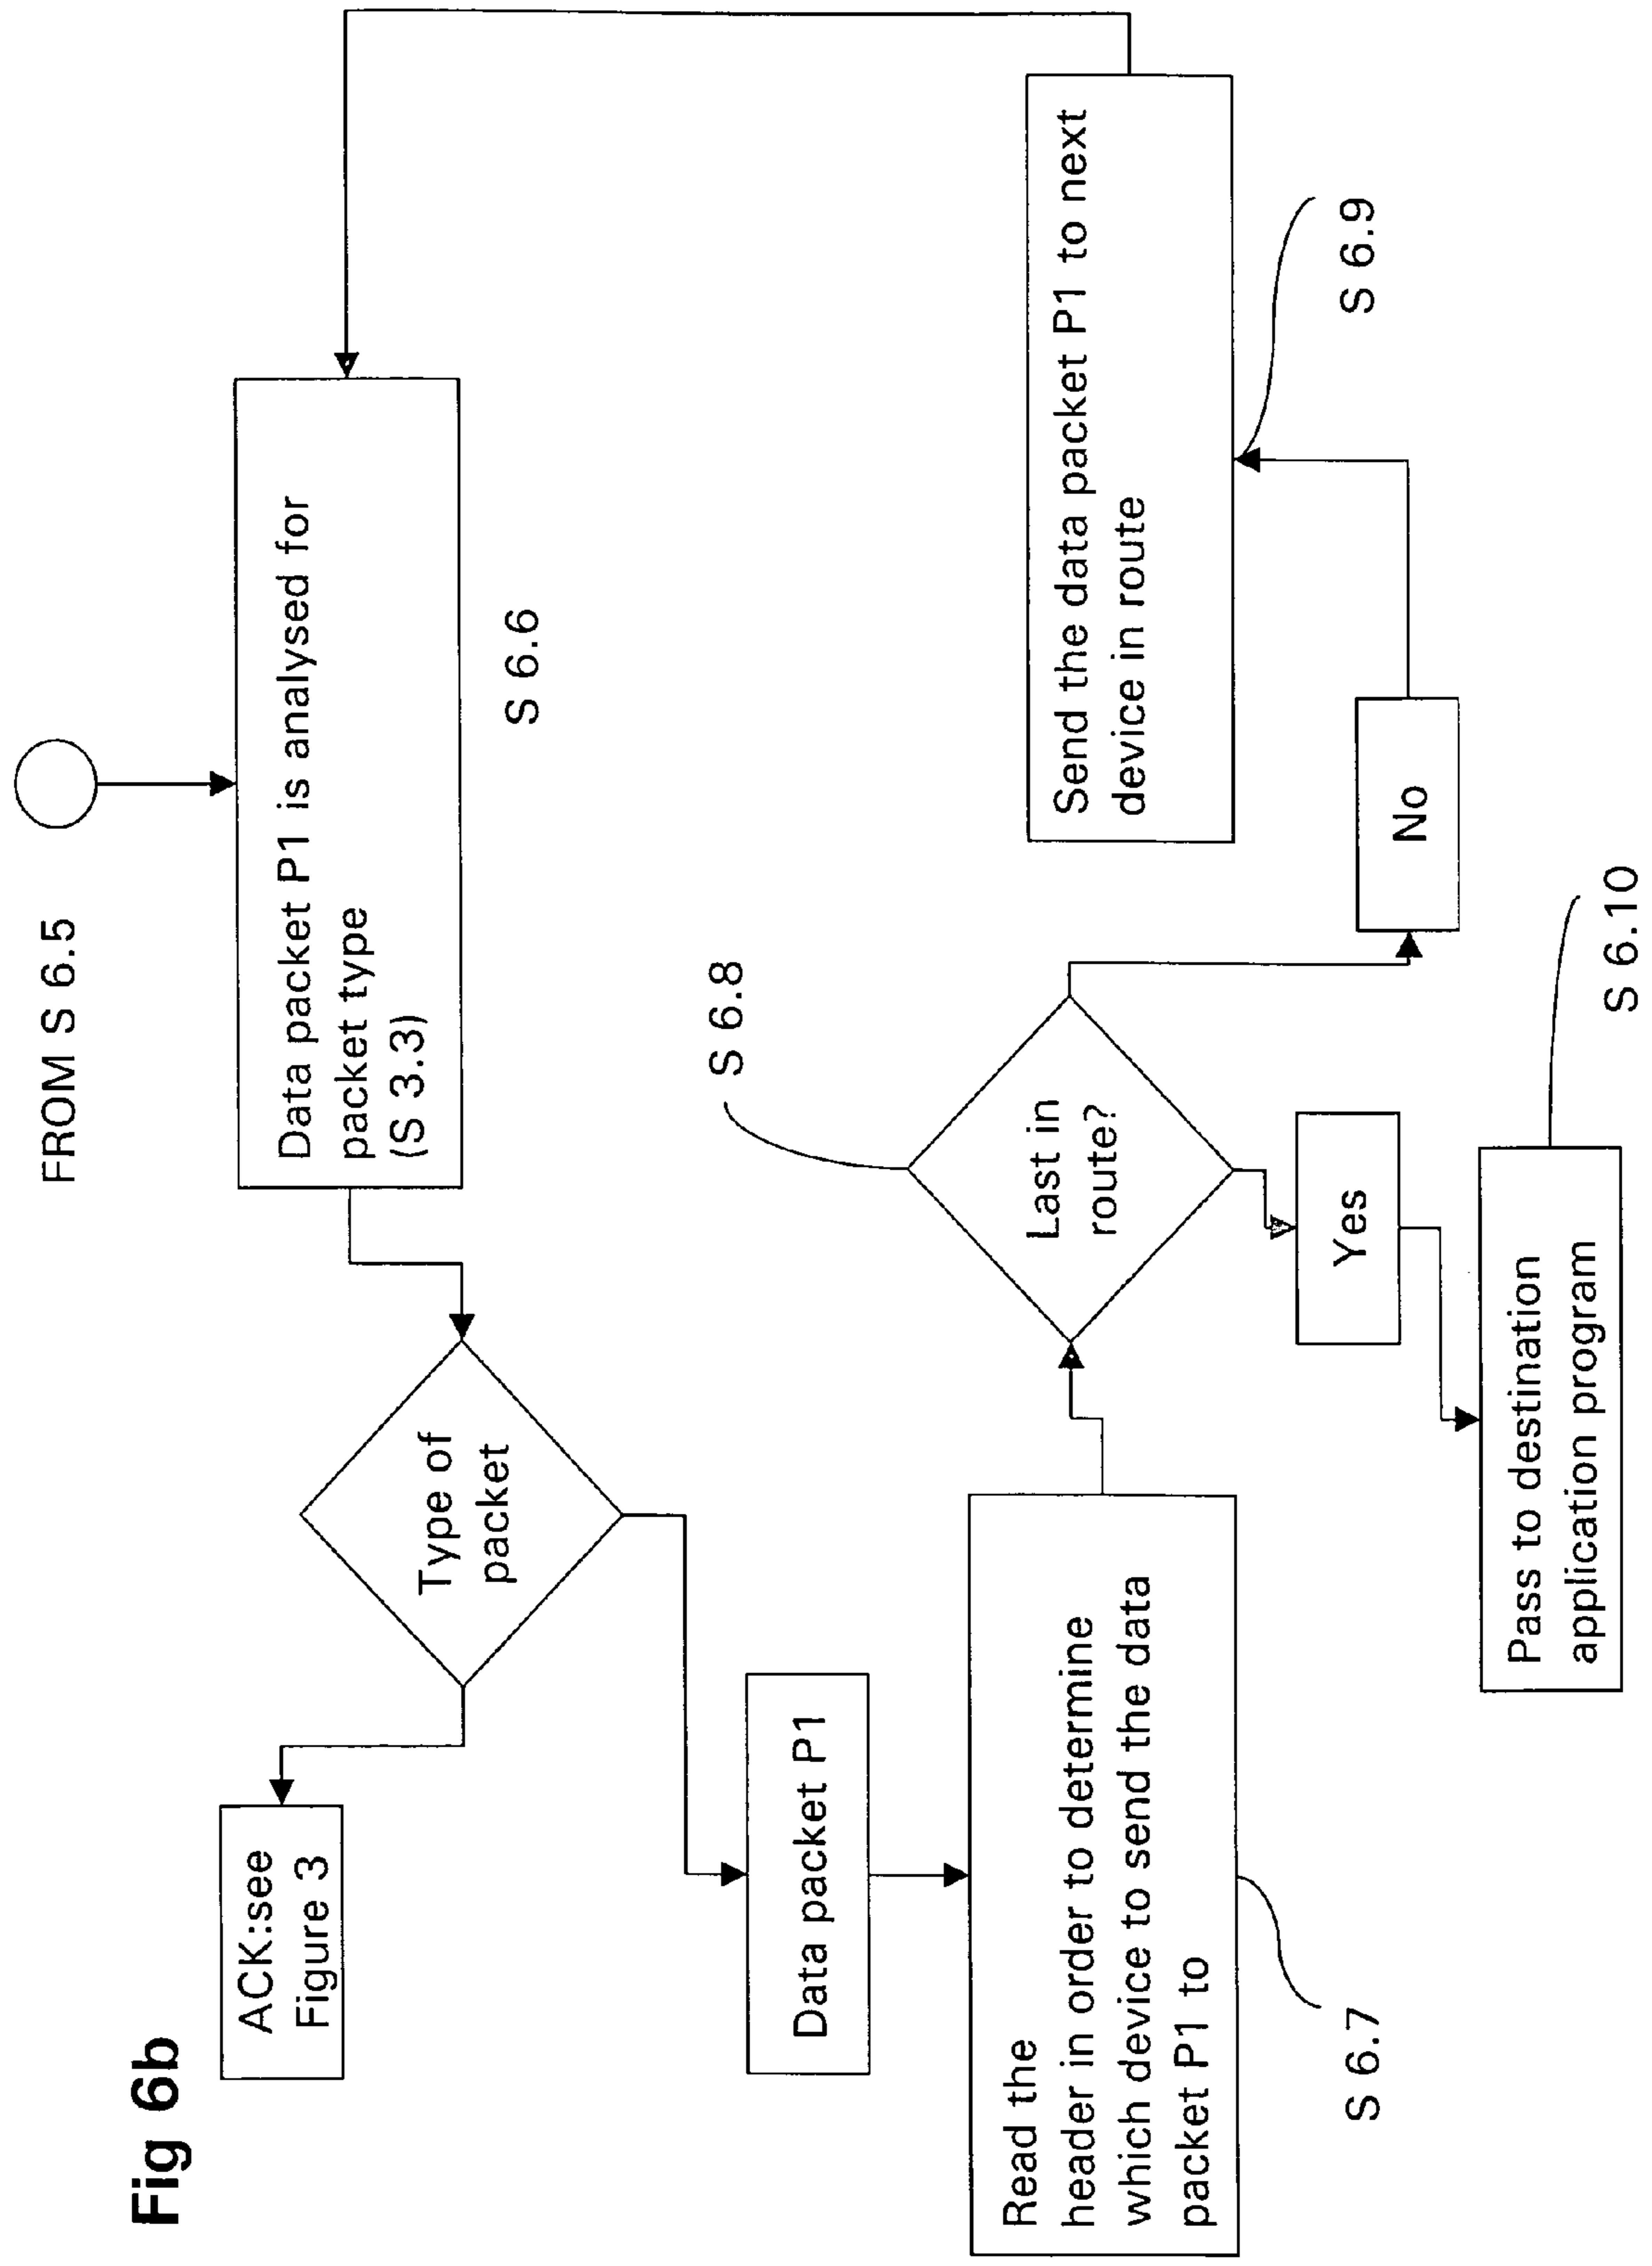 Fig 6b
FROM S 6.5
Data packet P1 is analysed for
packet type
(S 3.3)
S 6.6
Type of
packet
ACK:see
Figure 3
Data packet P1
Read the
header in order to determine
which device to send the data
packet P1 to
S 6.7
Last in
route?
S 6.8
Yes
No
Send the data packet P1 to next
device in route
S 6.9
Pass to destination
application program
S 6.10